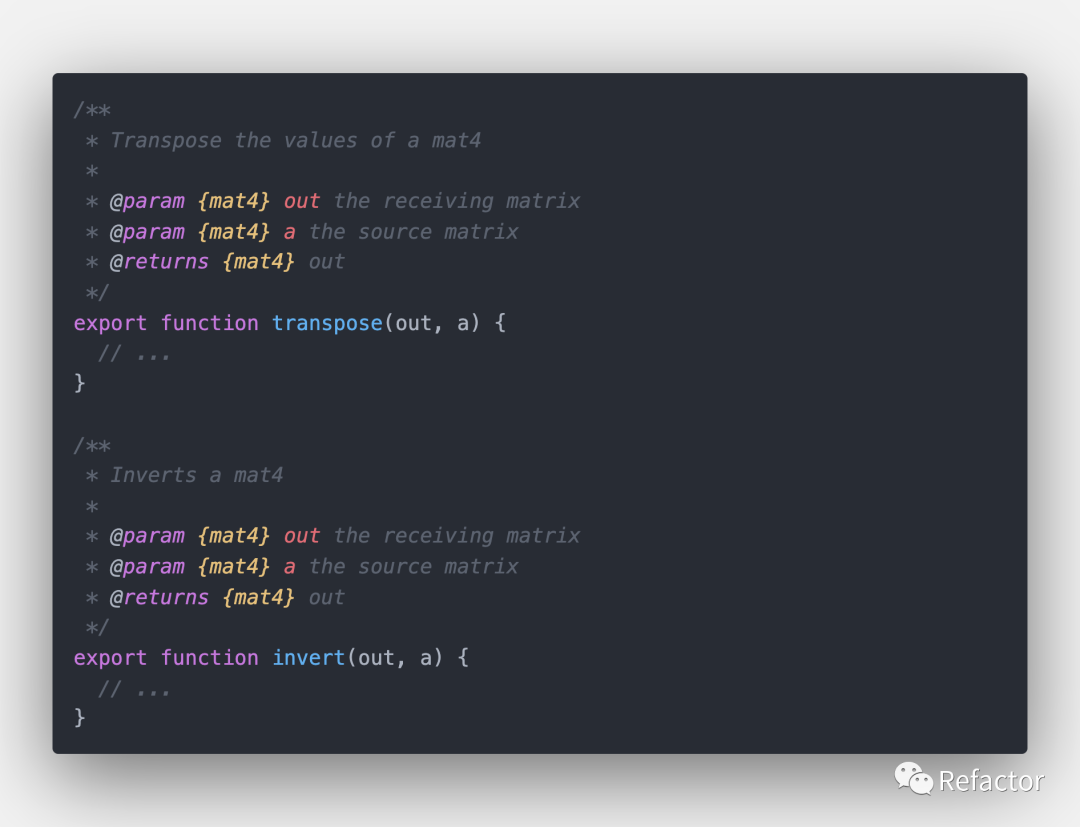 /**
 * Transpose the values of a mat4
 *
 * @param {mat4} out the receiving matrix
 * @param {mat4} a the source matrix
 * @returns {mat4} out
 */
export function transpose(out, a) {
  // ...
}

/**
 * Inverts a mat4
 *
 * @param {mat4} out the receiving matrix
 * @param {mat4} a the source matrix
 * @returns {mat4} out
 */
export function invert(out, a) {
  // ...
}
Refactor